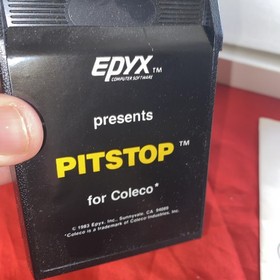 EPYX™
COMPUTER SOFTWARE
presents
PITSTOP™
for Coleco*
© 1983 Epyx, Inc., Sunnyvale, CA 94089
*Coleco is a trademark of Coleco Industries, Inc.